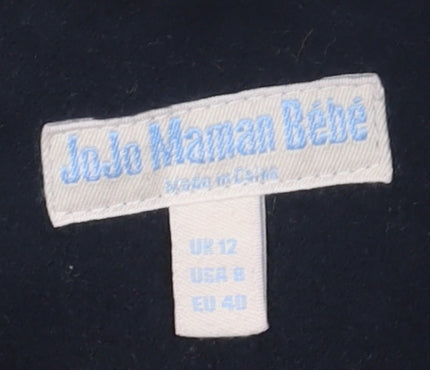 JoJo Maman Bébé
Made in China
UK 12
USA 8
EU 40